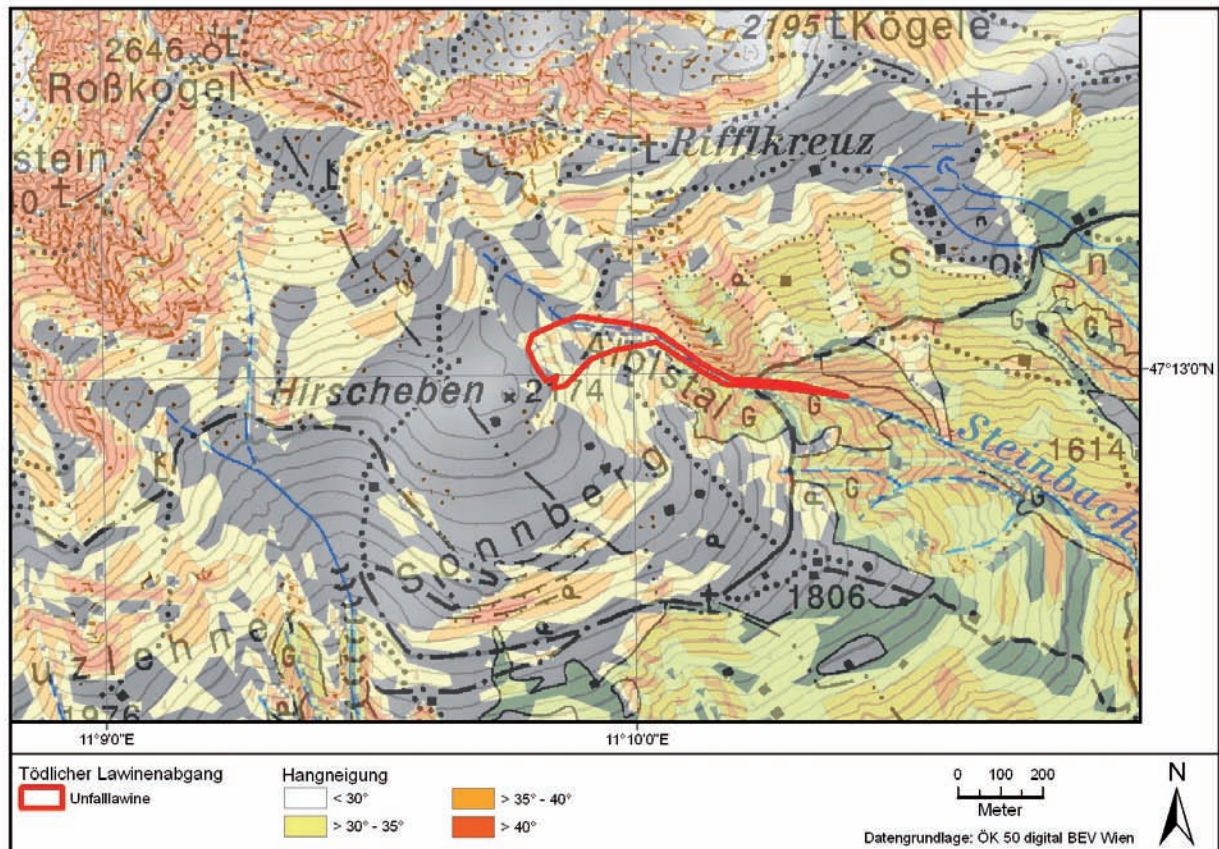 2195 Kögele
2646
Roßkogel
Rifflkreuz
stein
0
S o n
G
G
Hirscheben 2174
47°13'0"N
G
G
Steinbach
1614
Sonnberg
G
G
P
P
1806
P
P
uzlehner
G
P
1976
11°9'0"E
11°10'0"E
Tödlicher Lawinenabgang
Unfalllawine
Hangneigung
< 30°
> 30° - 35°
> 35° - 40°
> 40°
0 100 200
Meter
N
Datengrundlage: ÖK 50 digital BEV Wien